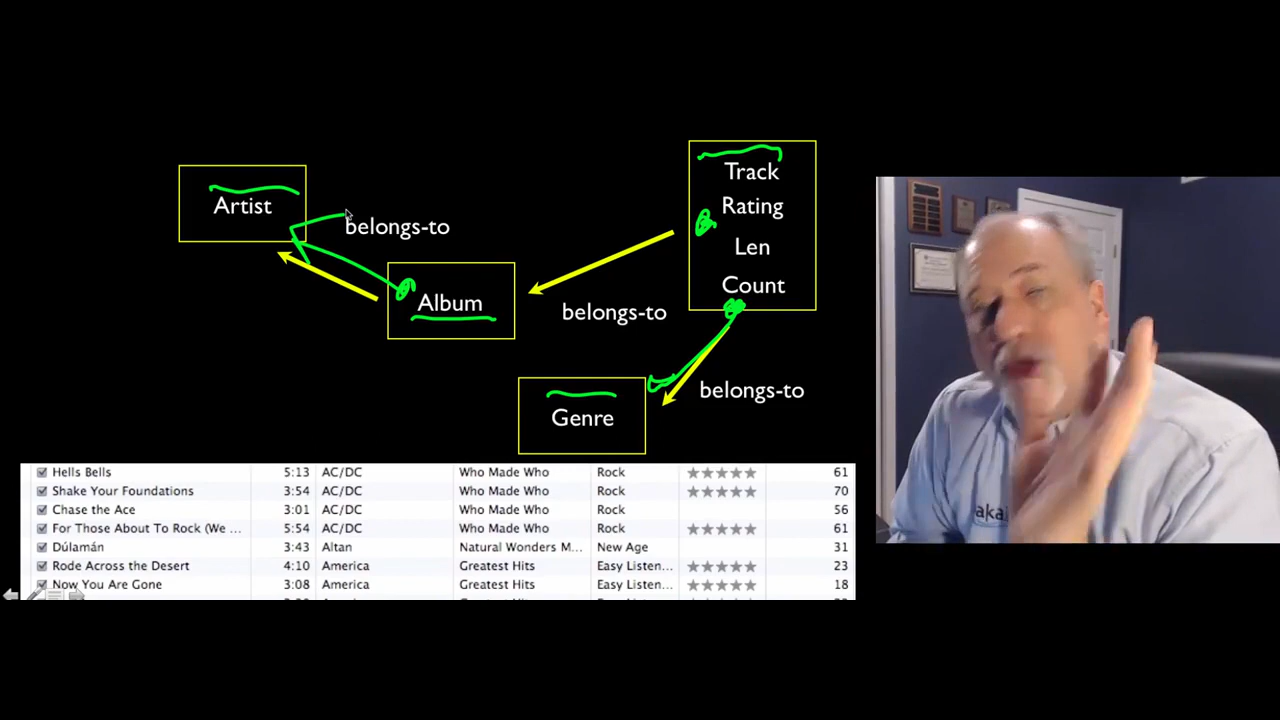 Track
Artist
Rating
belongs-to
Len
Count
Album
belongs-to
belongs-to
Genre
Hells Bells 5:13 AC/DC Who Made Who Rock ★★★★★ 61
Shake Your Foundations 3:54 AC/DC Who Made Who Rock ★★★★★ 70
Chase the Ace 3:01 AC/DC Who Made Who Rock 56
For Those About To Rock (We ... 5:54 AC/DC Who Made Who Rock ★★★★★ 61
Dúlamán 3:43 Altan Natural Wonders M... New Age 31
Rode Across the Desert 4:10 America Greatest Hits Easy Listen... ★★★★★ 23
Now You Are Gone 3:08 America Greatest Hits Easy Listen... ★★★★★ 18